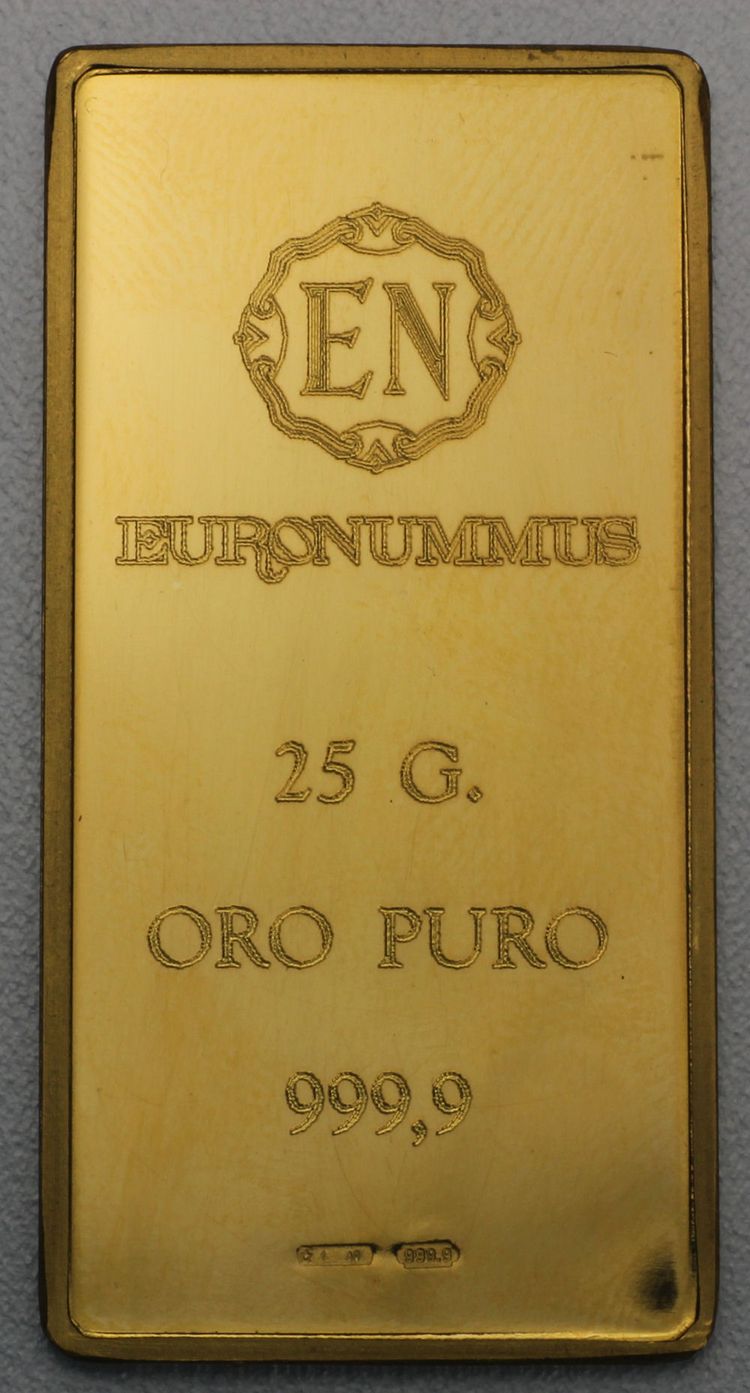 EN
EURONUMMUS
25 G.
ORO PURO
999,9
999.9